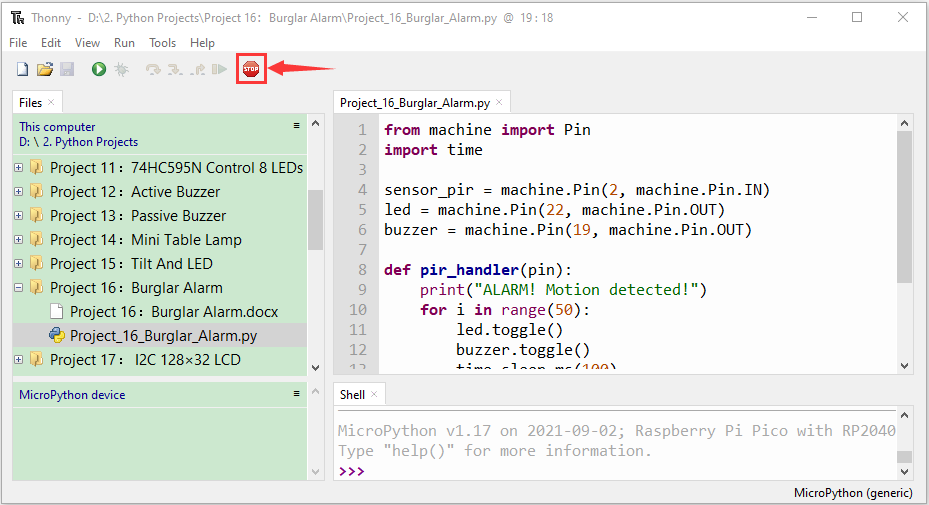 Thonny - D:\2. Python Projects\Project 16：Burglar Alarm\Project_16_Burglar_Alarm.py @ 19:18
File Edit View Run Tools Help
STOP
Files
Project_16_Burglar_Alarm.py
This computer
D: \ 2. Python Projects
Project 11：74HC595N Control 8 LEDs
Project 12：Active Buzzer
Project 13：Passive Buzzer
Project 14：Mini Table Lamp
Project 15：Tilt And LED
Project 16：Burglar Alarm
Project 16：Burglar Alarm.docx
Project_16_Burglar_Alarm.py
Project 17： I2C 128×32 LCD
1 from machine import Pin
2 import time
3
4 sensor_pir = machine.Pin(2, machine.Pin.IN)
5 led = machine.Pin(22, machine.Pin.OUT)
6 buzzer = machine.Pin(19, machine.Pin.OUT)
7
8 def pir_handler(pin):
9 print("ALARM! Motion detected!")
10 for i in range(50):
11 led.toggle()
12 buzzer.toggle()
13 time.sleep_ms(100)
MicroPython device
Shell
MicroPython v1.17 on 2021-09-02; Raspberry Pi Pico with RP2040
Type "help()" for more information.
>>>
MicroPython (generic)